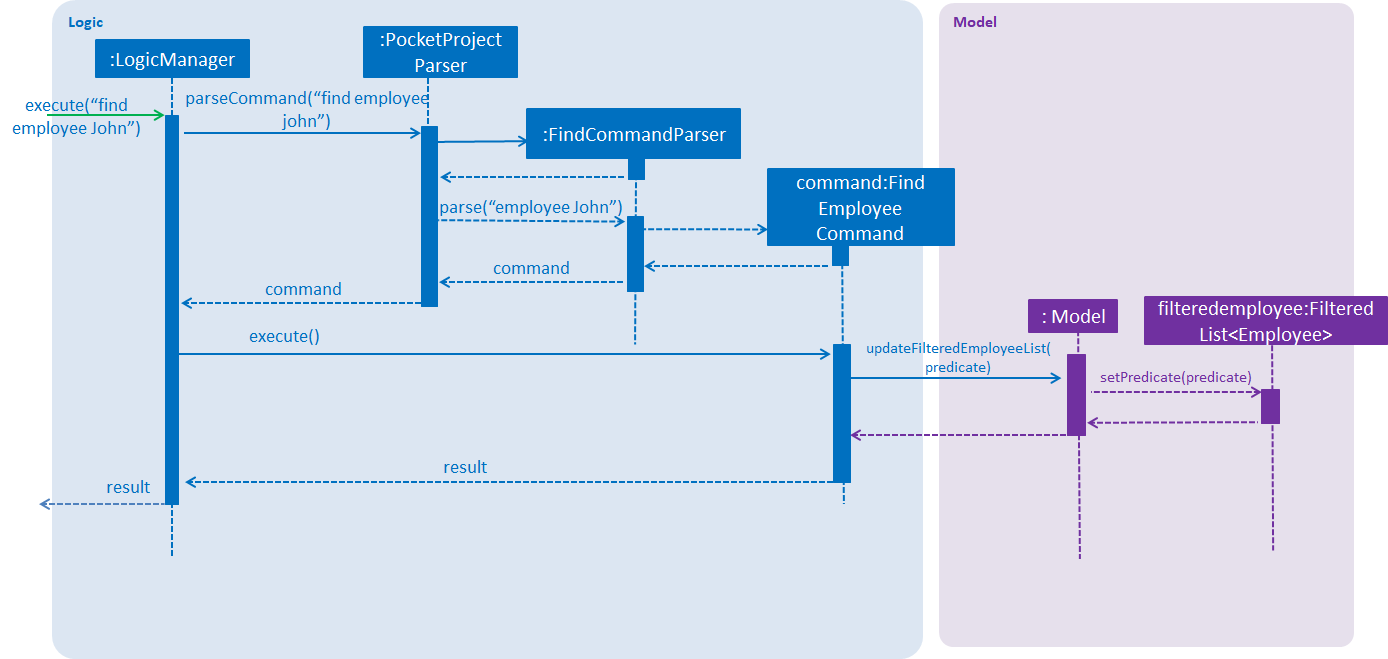 Logic
Model
:LogicManager
:PocketProject
Parser
execute(“find
employee John”)
parseCommand(“find employee
john”)
:FindCommandParser
command:Find
Employee
Command
parse(“employee John”)
command
command
execute()
: Model
filteredemployee:Filtered
List<Employee>
updateFilteredEmployeeList(
predicate)
setPredicate(predicate)
result
result